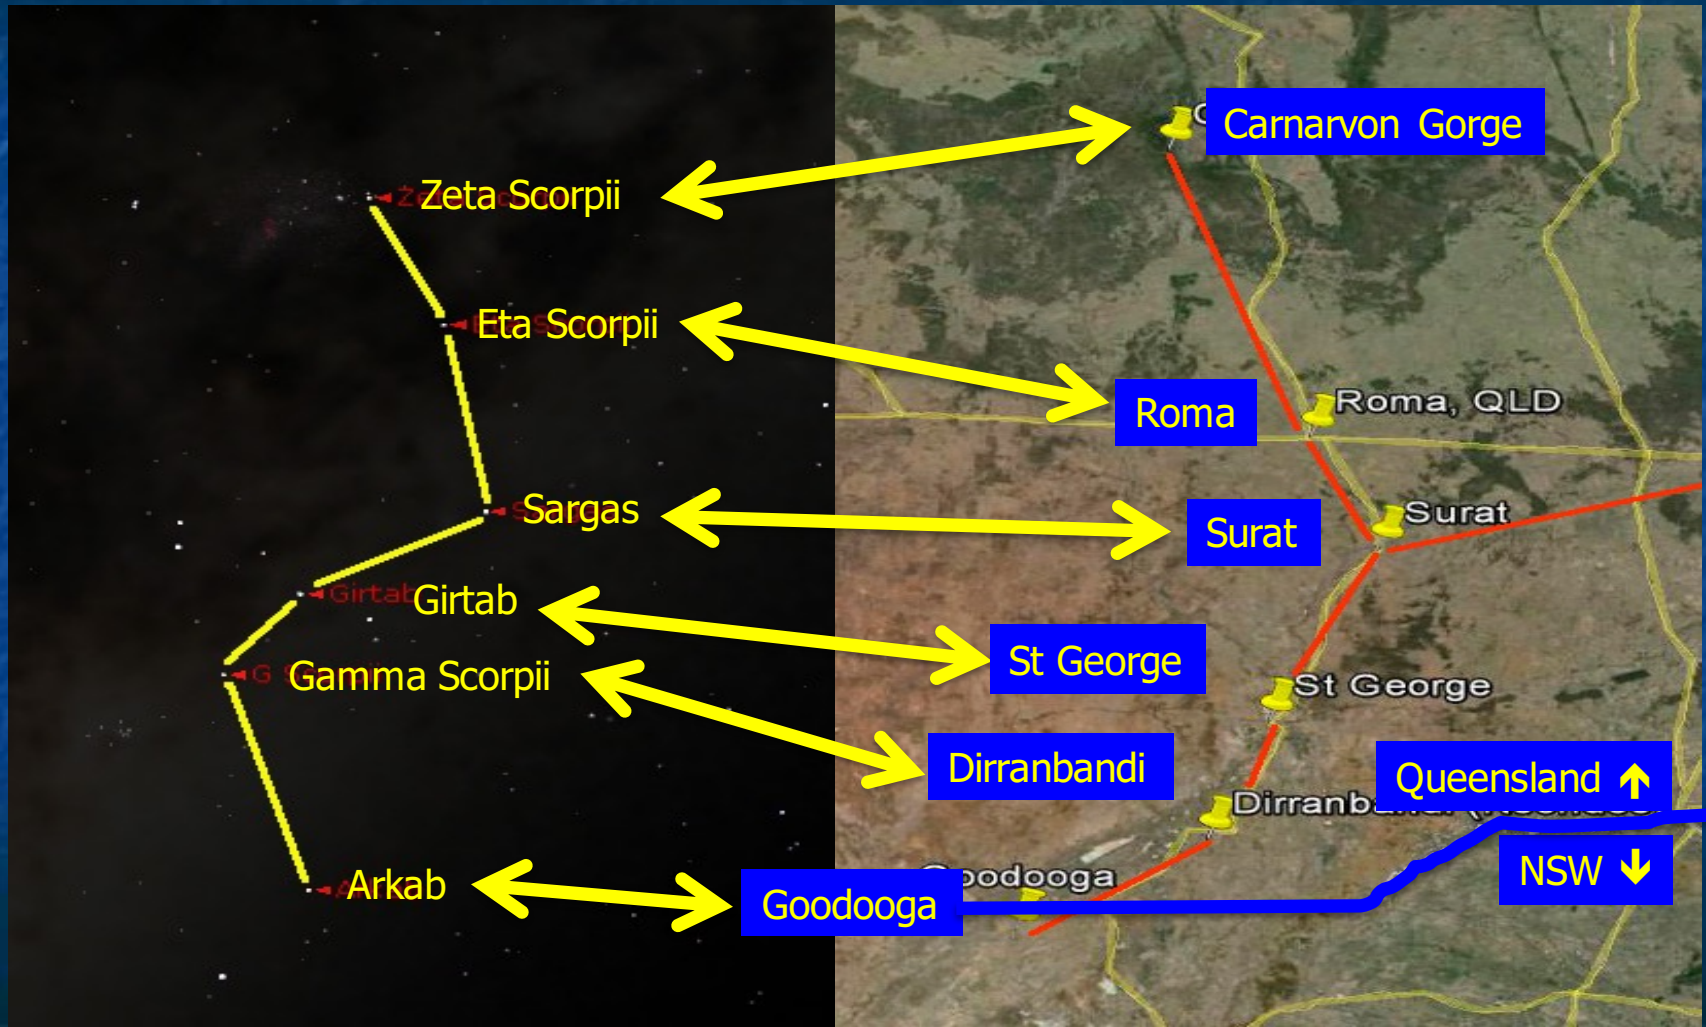 Carnarvon Gorge
Zeta Scorpii
Eta Scorpii
Roma, QLD
Roma
Sargas
Surat
Surat
Girtab
Girtab
St George
St George
Gamma Scorpii
Dirranbandi
Queensland ↑
NSW ↓
Goodooga
Goodooga
Arkab